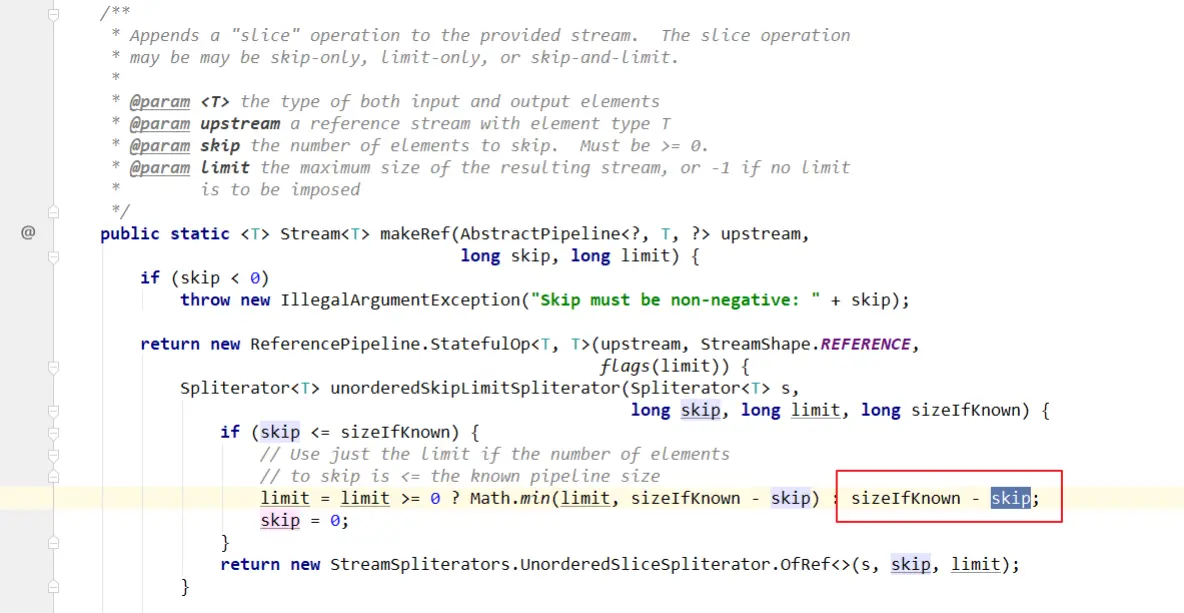 /**
 * Appends a "slice" operation to the provided stream.  The slice operation
 * may be may be skip-only, limit-only, or skip-and-limit.
 *
 * @param <T> the type of both input and output elements
 * @param upstream a reference stream with element type T
 * @param skip the number of elements to skip.  Must be >= 0.
 * @param limit the maximum size of the resulting stream, or -1 if no limit
 *        is to be imposed
 */
@ public static <T> Stream<T> makeRef(AbstractPipeline<?, T, ?> upstream,
                                    long skip, long limit) {
    if (skip < 0)
        throw new IllegalArgumentException("Skip must be non-negative: " + skip);

    return new ReferencePipeline.StatefulOp<T, T>(upstream, StreamShape.REFERENCE,
                                                  flags(limit)) {
        Spliterator<T> unorderedSkipLimitSpliterator(Spliterator<T> s,
                                                     long skip, long limit, long sizeIfKnown) {
            if (skip <= sizeIfKnown) {
                // Use just the limit if the number of elements
                // to skip is <= the known pipeline size
                limit = limit >= 0 ? Math.min(limit, sizeIfKnown - skip) : sizeIfKnown - skip;
                skip = 0;
            }
            return new StreamSpliterators.UnorderedSliceSpliterator.OfRef<>(s, skip, limit);
        }